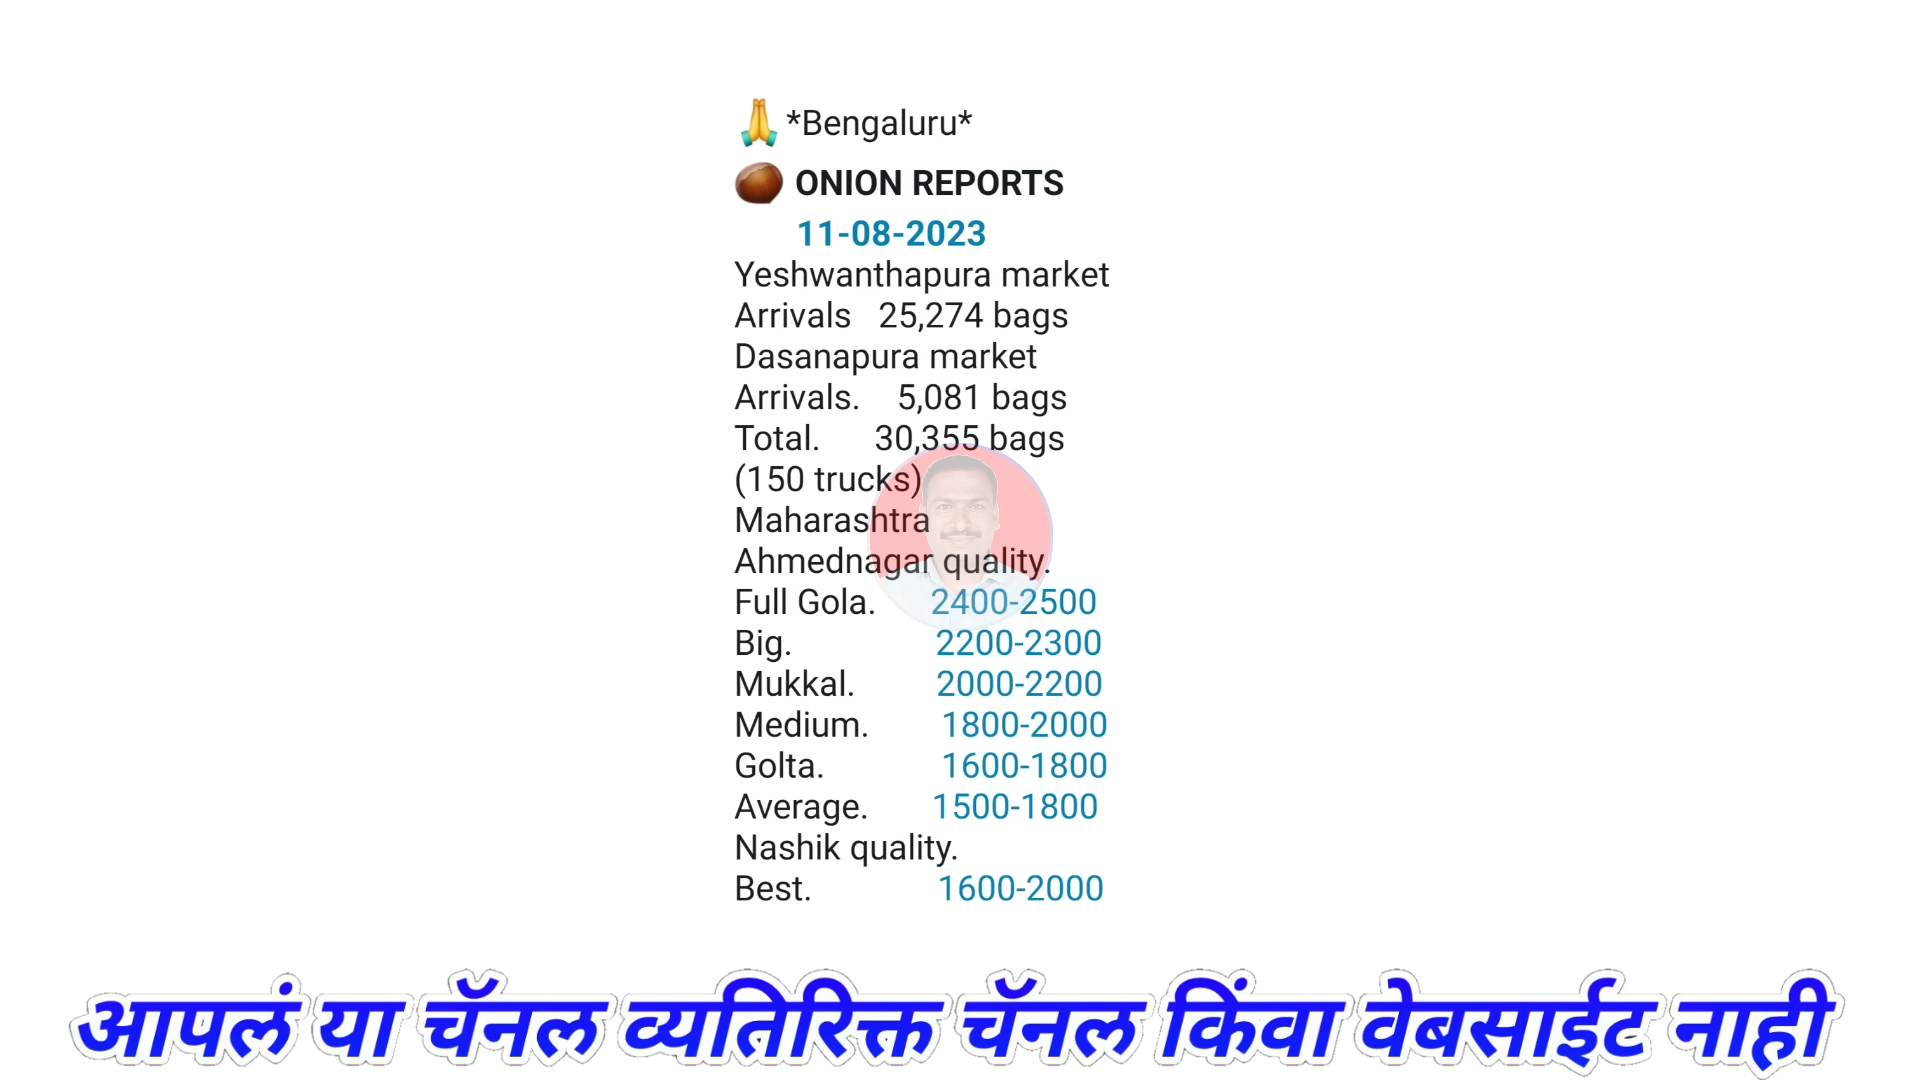 🙏*Bengaluru*
🌰 ONION REPORTS
11-08-2023
Yeshwanthapura market
Arrivals 25,274 bags
Dasanapura market
Arrivals. 5,081 bags
Total. 30,355 bags
(150 trucks)
Maharashtra
Ahmednagar quality.
Full Gola. 2400-2500
Big. 2200-2300
Mukkal. 2000-2200
Medium. 1800-2000
Golta. 1600-1800
Average. 1500-1800
Nashik quality.
Best. 1600-2000
आपलं या चॅनल व्यतिरिक्त चॅनल किंवा वेबसाईट नाही